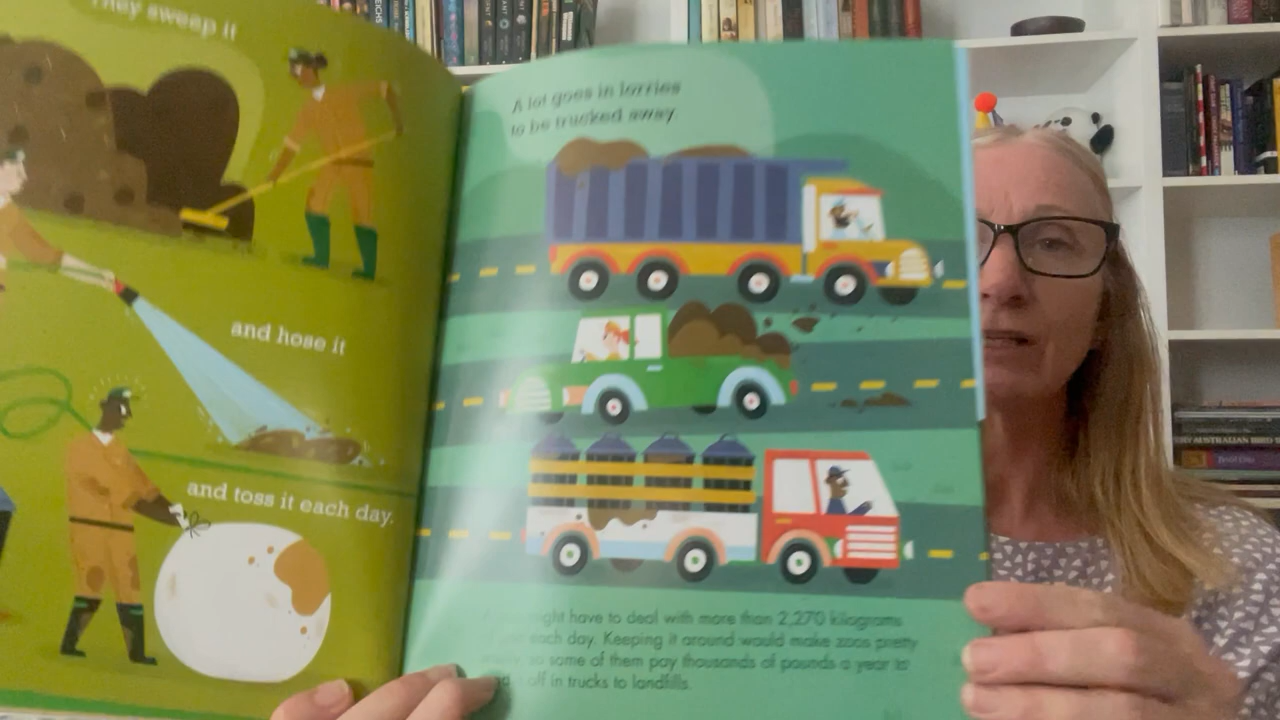 They sweep it
and hose it
and toss it each day.
A lot goes in lorries
to be trucked away.
might have to deal with more than 2,270 kilograms
each day. Keeping it around would make zoos pretty
so some of them pay thousands of pounds a year to
off in trucks to landfills.
AUSTRALIAN BIRD